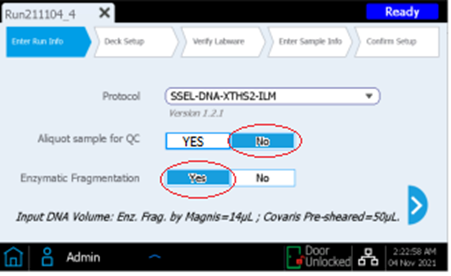 Run211104_4 X Ready
Enter Run Info Deck Setup Verify Labware Enter Sample Info Confirm Setup
Protocol SSEL-DNA-XTHS2-ILM
Version 1.2.1
Aliquot sample for QC YES No
Enzymatic Fragmentation Yes No
Input DNA Volume: Enz. Frag. by Magnis=14μL ; Covaris Pre-sheared=50μL.
Admin Door Unlocked 2:22:58 AM 04 Nov 2021